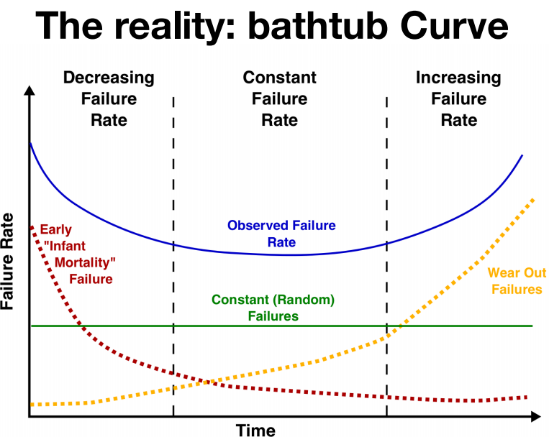 The reality: bathtub Curve
Decreasing
Failure
Rate
Constant
Failure
Rate
Increasing
Failure
Rate
Failure Rate
Early
"Infant
Mortality"
Failure
Observed Failure
Rate
Constant (Random)
Failures
Wear Out
Failures
Time